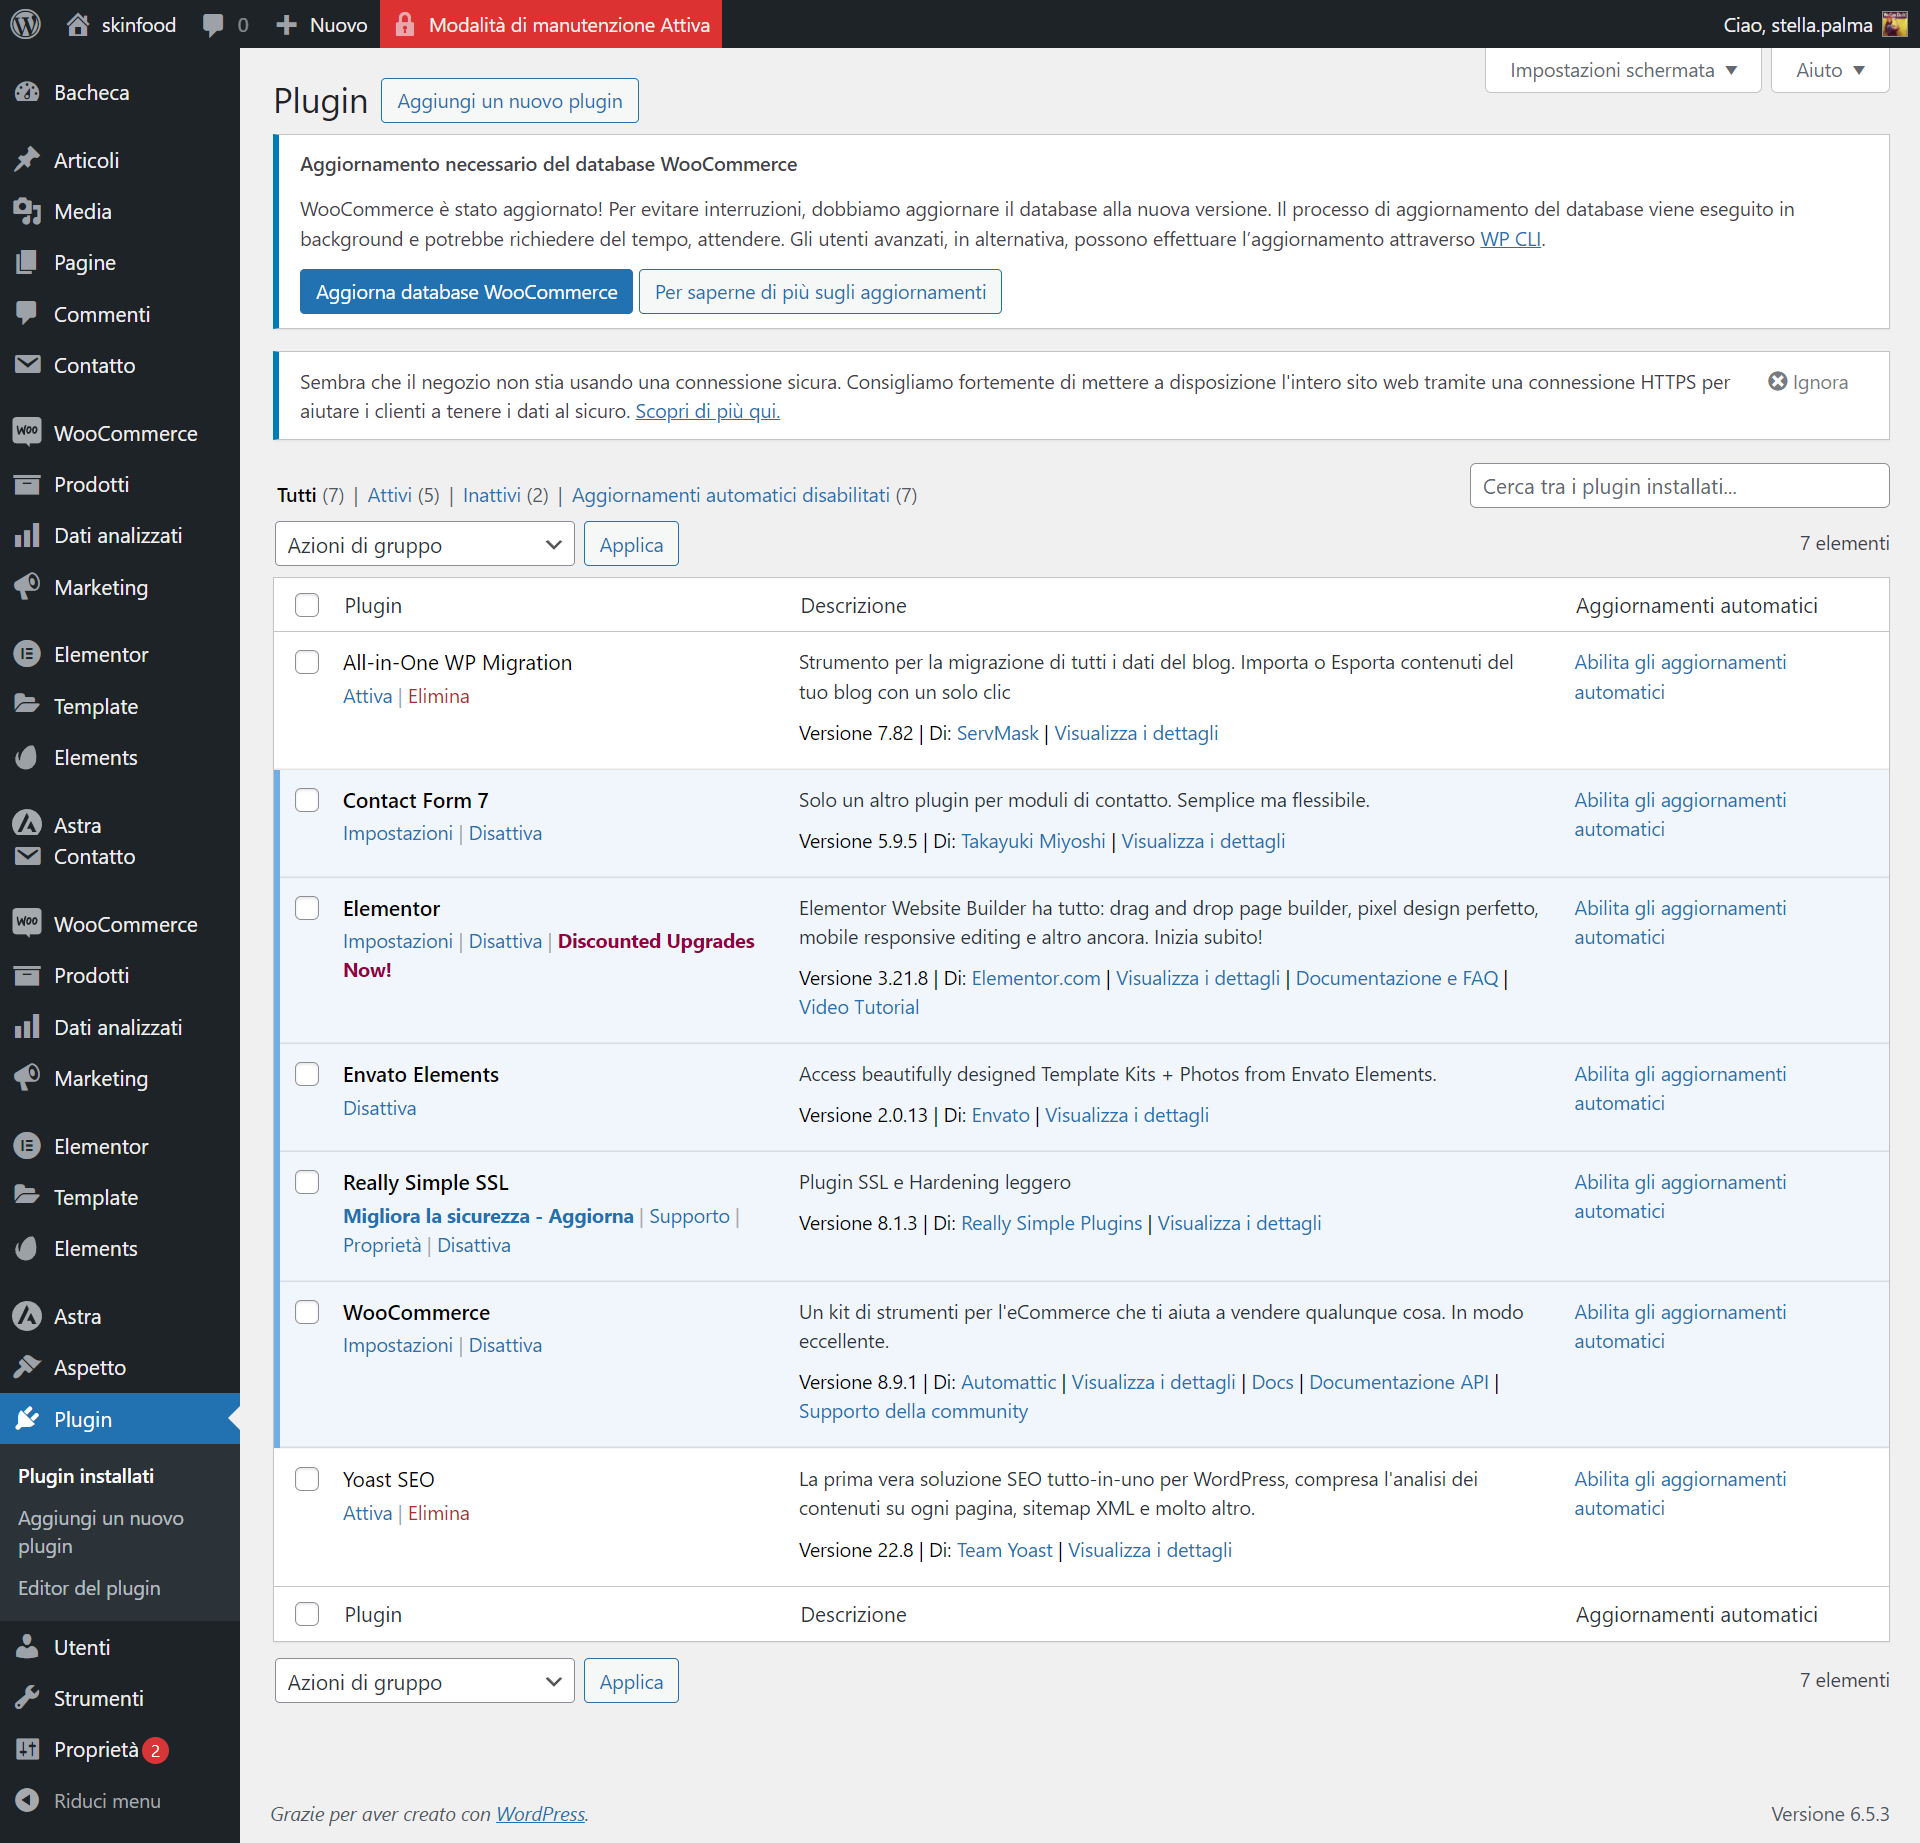 skinfood
0
Nuovo
Modalità di manutenzione Attiva
Ciao, stella.palma
Bacheca
Articoli
Media
Pagine
Commenti
Contatto
WooCommerce
Prodotti
Dati analizzati
Marketing
Elementor
Template
Elements
Astra
Contatto
WooCommerce
Prodotti
Dati analizzati
Marketing
Elementor
Template
Elements
Astra
Aspetto
Plugin
Plugin installati
Aggiungi un nuovo
plugin
Editor del plugin
Utenti
Strumenti
Proprietà 2
Riduci menu
Impostazioni schermata
Aiuto
Plugin
Aggiungi un nuovo plugin
Aggiornamento necessario del database WooCommerce
WooCommerce è stato aggiornato! Per evitare interruzioni, dobbiamo aggiornare il database alla nuova versione. Il processo di aggiornamento del database viene eseguito in
background e potrebbe richiedere del tempo, attendere. Gli utenti avanzati, in alternativa, possono effettuare l’aggiornamento attraverso WP CLI.
Aggiorna database WooCommerce
Per saperne di più sugli aggiornamenti
Sembra che il negozio non stia usando una connessione sicura. Consigliamo fortemente di mettere a disposizione l'intero sito web tramite una connessione HTTPS per
aiutare i clienti a tenere i dati al sicuro. Scopri di più qui.
Ignora
Tutti (7) | Attivi (5) | Inattivi (2) | Aggiornamenti automatici disabilitati (7)
Cerca tra i plugin installati...
Azioni di gruppo
Applica
7 elementi
Plugin
Descrizione
Aggiornamenti automatici
All-in-One WP Migration
Attiva | Elimina
Strumento per la migrazione di tutti i dati del blog. Importa o Esporta contenuti del
tuo blog con un solo clic
Versione 7.82 | Di: ServMask | Visualizza i dettagli
Abilita gli aggiornamenti
automatici
Contact Form 7
Impostazioni | Disattiva
Solo un altro plugin per moduli di contatto. Semplice ma flessibile.
Versione 5.9.5 | Di: Takayuki Miyoshi | Visualizza i dettagli
Abilita gli aggiornamenti
automatici
Elementor
Impostazioni | Disattiva | Discounted Upgrades
Now!
Elementor Website Builder ha tutto: drag and drop page builder, pixel design perfetto,
mobile responsive editing e altro ancora. Inizia subito!
Versione 3.21.8 | Di: Elementor.com | Visualizza i dettagli | Documentazione e FAQ |
Video Tutorial
Abilita gli aggiornamenti
automatici
Envato Elements
Disattiva
Access beautifully designed Template Kits + Photos from Envato Elements.
Versione 2.0.13 | Di: Envato | Visualizza i dettagli
Abilita gli aggiornamenti
automatici
Really Simple SSL
Migliora la sicurezza - Aggiorna | Supporto |
Proprietà | Disattiva
Plugin SSL e Hardening leggero
Versione 8.1.3 | Di: Really Simple Plugins | Visualizza i dettagli
Abilita gli aggiornamenti
automatici
WooCommerce
Impostazioni | Disattiva
Un kit di strumenti per l'eCommerce che ti aiuta a vendere qualunque cosa. In modo
eccellente.
Versione 8.9.1 | Di: Automattic | Visualizza i dettagli | Docs | Documentazione API |
Supporto della community
Abilita gli aggiornamenti
automatici
Yoast SEO
Attiva | Elimina
La prima vera soluzione SEO tutto-in-uno per WordPress, compresa l'analisi dei
contenuti su ogni pagina, sitemap XML e molto altro.
Versione 22.8 | Di: Team Yoast | Visualizza i dettagli
Abilita gli aggiornamenti
automatici
Plugin
Descrizione
Aggiornamenti automatici
Azioni di gruppo
Applica
7 elementi
Grazie per aver creato con WordPress.
Versione 6.5.3